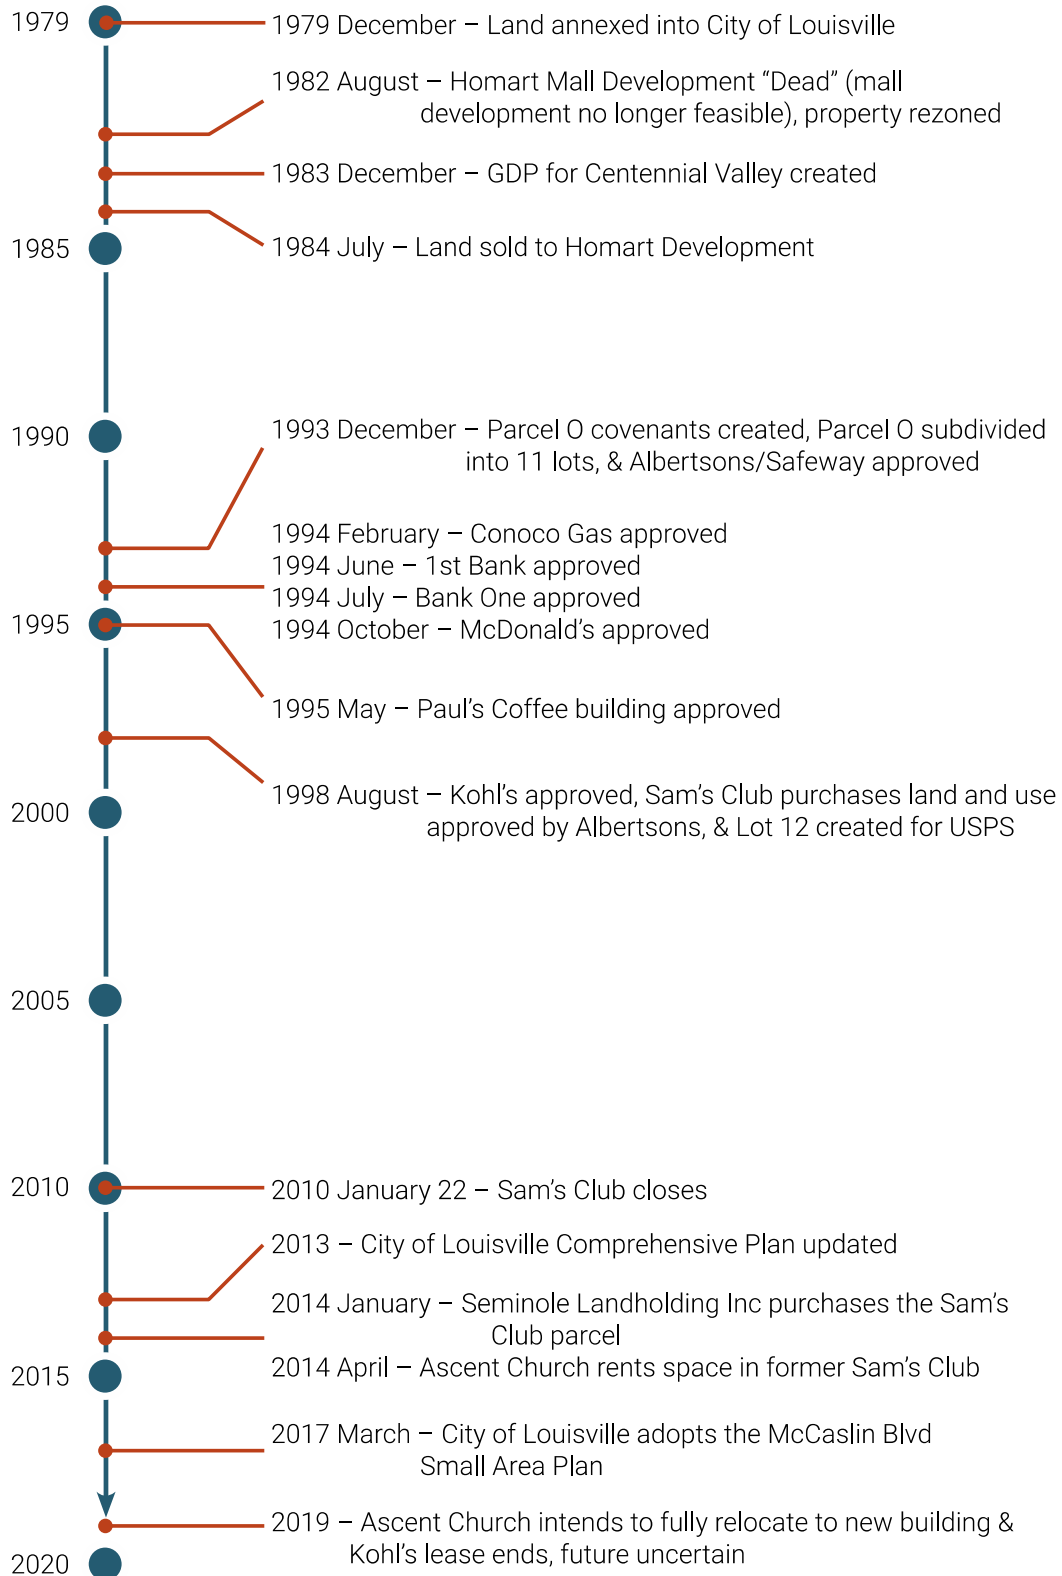 1979
1979 December – Land annexed into City of Louisville
1982 August – Homart Mall Development “Dead” (mall
development no longer feasible), property rezoned
1983 December – GDP for Centennial Valley created
1984 July – Land sold to Homart Development
1985
1990
1993 December – Parcel O covenants created, Parcel O subdivided
into 11 lots, & Albertsons/Safeway approved
1994 February – Conoco Gas approved
1994 June – 1st Bank approved
1994 July – Bank One approved
1994 October – McDonald’s approved
1995
1995 May – Paul’s Coffee building approved
1998 August – Kohl’s approved, Sam’s Club purchases land and use
approved by Albertsons, & Lot 12 created for USPS
2000
2005
2010
2010 January 22 – Sam’s Club closes
2013 – City of Louisville Comprehensive Plan updated
2014 January – Seminole Landholding Inc purchases the Sam’s
Club parcel
2014 April – Ascent Church rents space in former Sam’s Club
2015
2017 March – City of Louisville adopts the McCaslin Blvd
Small Area Plan
2019 – Ascent Church intends to fully relocate to new building &
Kohl’s lease ends, future uncertain
2020